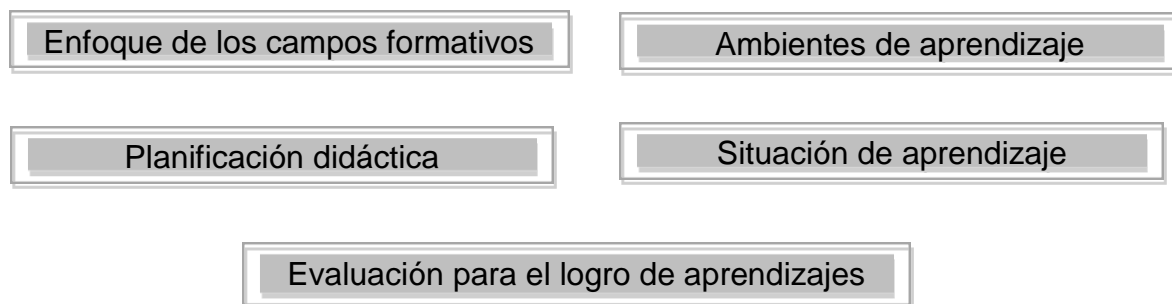 Enfoque de los campos formativos
Ambientes de aprendizaje
Planificación didáctica
Situación de aprendizaje
Evaluación para el logro de aprendizajes